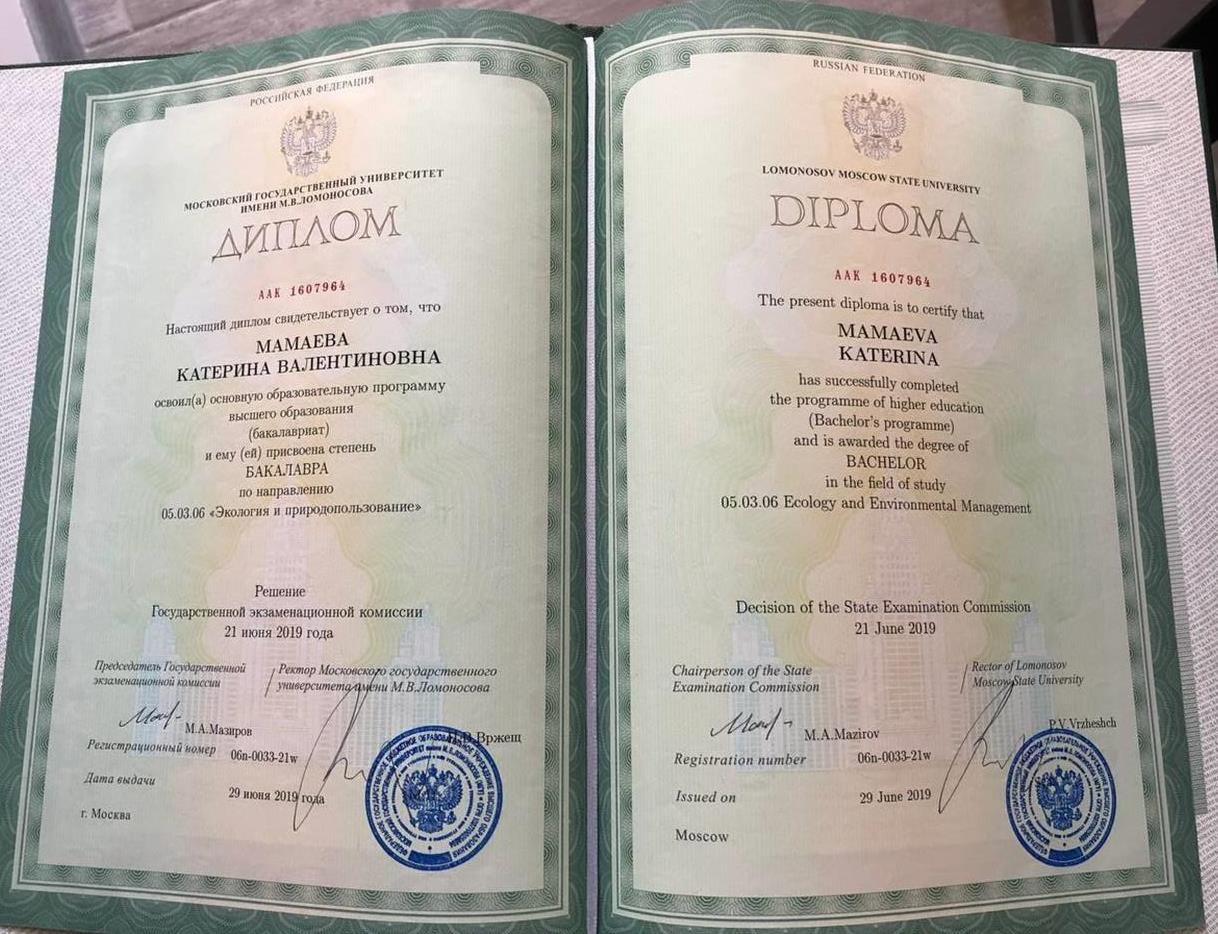 РОССИЙСКАЯ ФЕДЕРАЦИЯ
МОСКОВСКИЙ ГОСУДАРСТВЕННЫЙ УНИВЕРСИТЕТ
ИМЕНИ М.В.ЛОМОНОСОВА
ДИПЛОМ
ААК 1607964
Настоящий диплом свидетельствует о том, что
МАМАЕВА
КАТЕРИНА ВАЛЕНТИНОВНА
освоил(а) основную образовательную программу
высшего образования
(бакалавриат)
и ему (ей) присвоена степень
БАКАЛАВРА
по направлению
05.03.06 «Экология и природопользование»
Решение
Государственной экзаменационной комиссии
21 июня 2019 года
Председатель Государственной
экзаменационной комиссии
М.А.Мазиров
Ректор Московского государственного
университета имени М.В.Ломоносова
Вржещ
Регистрационный номер 06п-0033-21w
Дата выдачи 29 июня 2019 года
г. Москва
RUSSIAN FEDERATION
LOMONOSOV MOSCOW STATE UNIVERSITY
DIPLOMA
ААК 1607964
The present diploma is to certify that
MAMAEVA
KATERINA
has successfully completed
the programme of higher education
(Bachelor's programme)
and is awarded the degree of
BACHELOR
in the field of study
05.03.06 Ecology and Environmental Management
Decision of the State Examination Commission
21 June 2019
Chairperson of the State
Examination Commission
M.A.Mazirov
Rector of Lomonosov
Moscow State University
P.V.Vrzheshch
Registration number 06п-0033-21w
Issued on 29 June 2019
Moscow